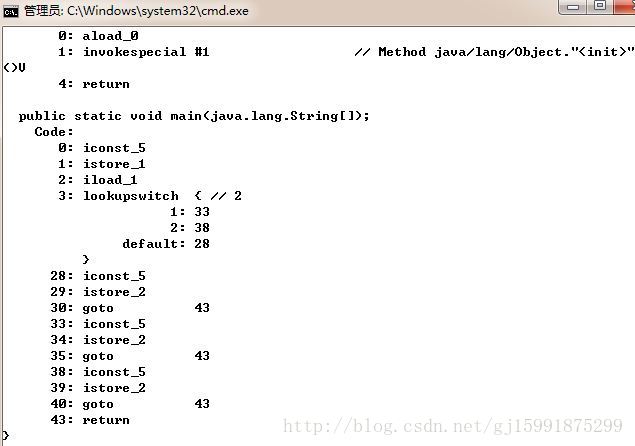 管理员: C:\Windows\system32\cmd.exe
0: aload_0
1: invokespecial #1 // Method java/lang/Object."<init>"
()V
4: return
public static void main(java.lang.String[]);
Code:
0: iconst_5
1: istore_1
2: iload_1
3: lookupswitch { // 2
1: 33
2: 38
default: 28
}
28: iconst_5
29: istore_2
30: goto 43
33: iconst_5
34: istore_2
35: goto 43
38: iconst_5
39: istore_2
40: goto 43
43: return
}
http://blog.csdn.net/gj15991875299